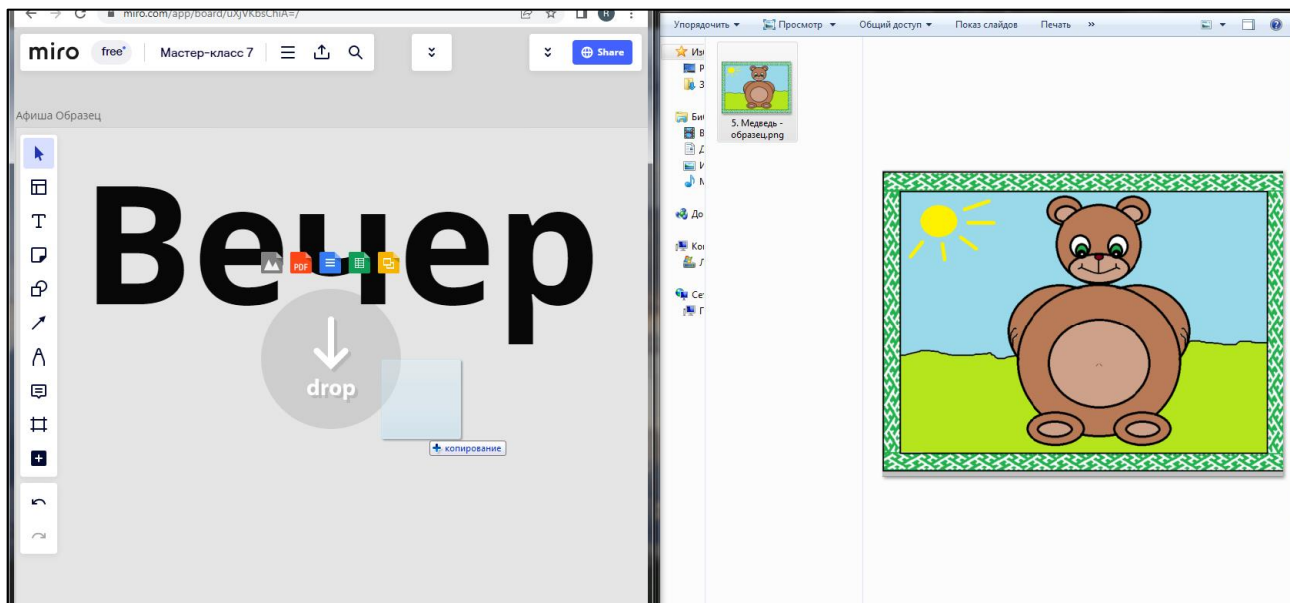 miro.com/app/board/uXjVKbsChiA=/
miro free Мастер-класс 7 Share
Афиша Образец
Вечер
PDF
drop
копирование
Упорядочить Просмотр Общий доступ Показ слайдов Печать »
5. Медведь -
образец.png